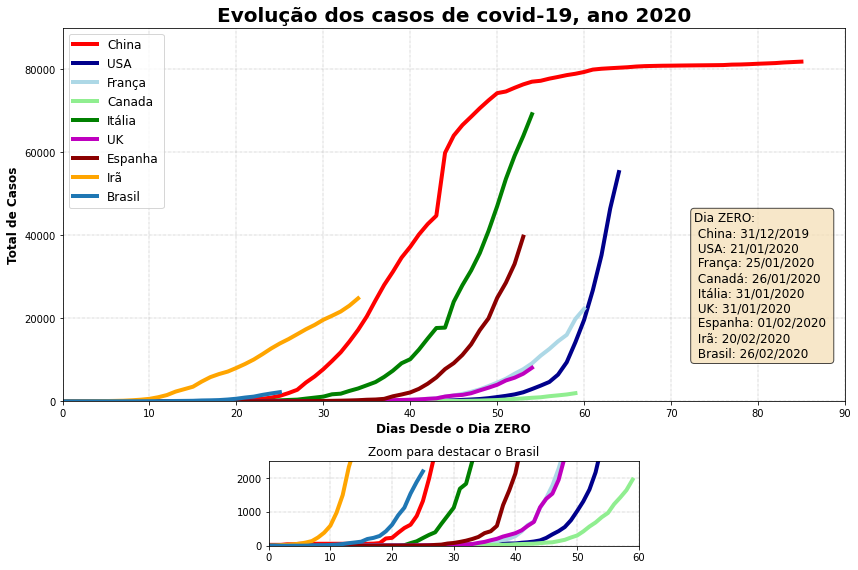 Evolução dos casos de covid-19, ano 2020
Total de Casos
80000
60000
40000
20000
0
China
USA
França
Canada
Itália
UK
Espanha
Irã
Brasil
Dia ZERO:
China: 31/12/2019
USA: 21/01/2020
França: 25/01/2020
Canadá: 26/01/2020
Itália: 31/01/2020
UK: 31/01/2020
Espanha: 01/02/2020
Irã: 20/02/2020
Brasil: 26/02/2020
0 10 20 30 40 50 60 70 80 90
Dias Desde o Dia ZERO
Zoom para destacar o Brasil
2000
1000
0
0 10 20 30 40 50 60